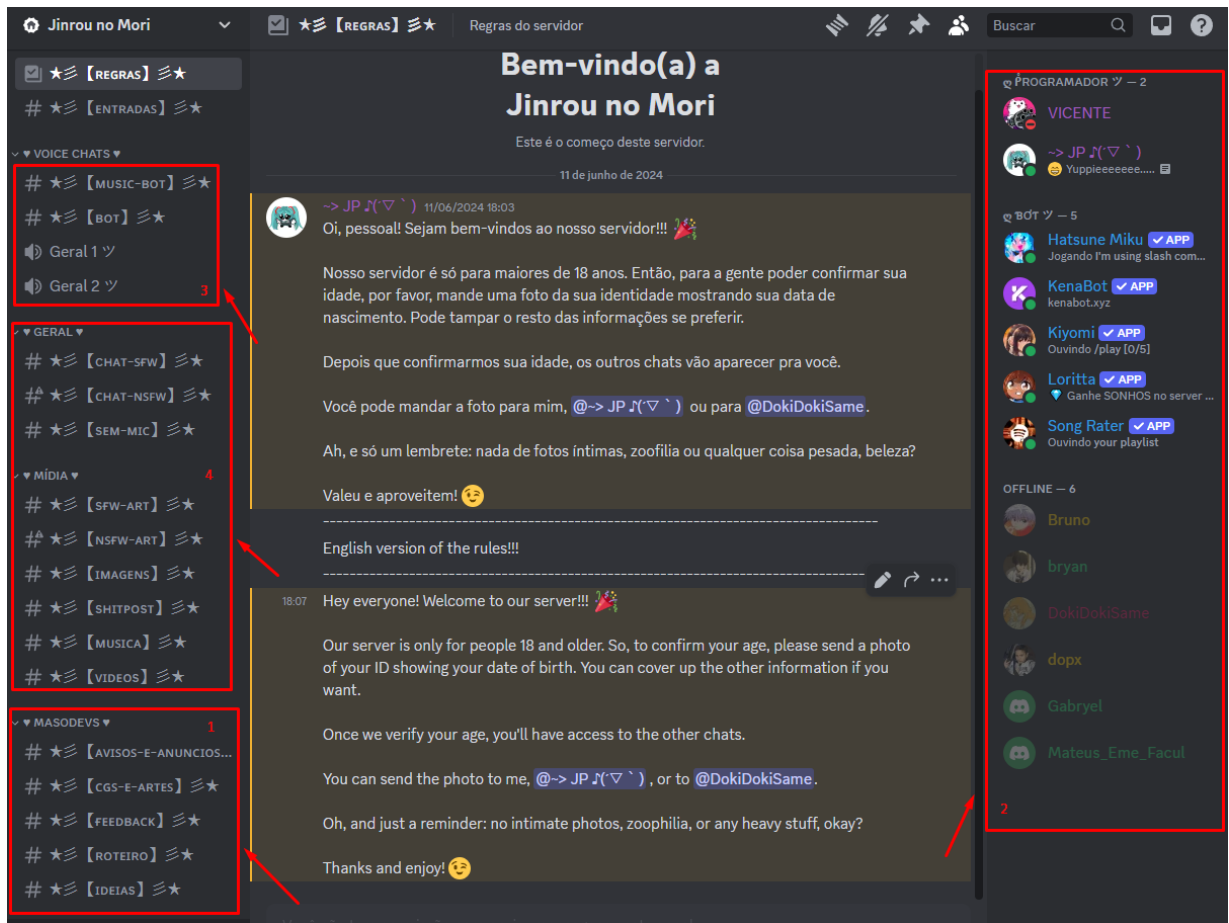 Jinrou no Mori
★彡【REGRAS】彡★
Regras do servidor
Buscar
★彡【REGRAS】彡★
★彡【ENTRADAS】彡★
♥ VOICE CHATS ♥
★彡【MUSIC-BOT】彡★
★彡【BOT】彡★
Geral 1 ツ
Geral 2 ツ
3
♥ GERAL ♥
★彡【CHAT-SFW】彡★
★彡【CHAT-NSFW】彡★
★彡【SEM-MIC】彡★
♥ MÍDIA ♥
4
★彡【SFW-ART】彡★
★彡【NSFW-ART】彡★
★彡【IMAGENS】彡★
★彡【SHITPOST】彡★
★彡【MUSICA】彡★
★彡【VIDEOS】彡★
♥ MASODEVS ♥
1
★彡【AVISOS-E-ANUNCIOS...
★彡【CGS-E-ARTES】彡★
★彡【FEEDBACK】彡★
★彡【ROTEIRO】彡★
★彡【IDEIAS】彡★
Bem-vindo(a) a
Jinrou no Mori
Este é o começo deste servidor.
11 de junho de 2024
~> JP ♪(´▽｀) 11/06/2024 18:03
Oi, pessoal! Sejam bem-vindos ao nosso servidor!!! 🎉
Nosso servidor é só para maiores de 18 anos. Então, para a gente poder confirmar sua
idade, por favor, mande uma foto da sua identidade mostrando sua data de
nascimento. Pode tampar o resto das informações se preferir.
Depois que confirmarmos sua idade, os outros chats vão aparecer pra você.
Você pode mandar a foto para mim, @~> JP ♪(´▽｀) ou para @DokiDokiSame.
Ah, e só um lembrete: nada de fotos íntimas, zoofilia ou qualquer coisa pesada, beleza?
Valeu e aproveitem! 😉
------------------------------------------------------------------------------------
English version of the rules!!!
------------------------------------------------------------------------------------
18:07 Hey everyone! Welcome to our server!!! 🎉
Our server is only for people 18 and older. So, to confirm your age, please send a photo
of your ID showing your date of birth. You can cover up the other information if you
want.
Once we verify your age, you'll have access to the other chats.
You can send the photo to me, @~> JP ♪(´▽｀) , or to @DokiDokiSame.
Oh, and just a reminder: no intimate photos, zoophilia, or any heavy stuff, okay?
Thanks and enjoy! 😉
ღ PROGRAMADOR ツ — 2
VICENTE
~> JP ♪(´▽｀)
😄 Yuppieeeeeee.....
ღ BOT ツ — 5
Hatsune Miku ✓ APP
Jogando I'm using slash com...
KenaBot ✓ APP
kenabot.xyz
Kiyomi ✓ APP
Ouvindo /play [0/5]
Loritta ✓ APP
💎 Ganhe SONHOS no server ...
Song Rater ✓ APP
Ouvindo your playlist
OFFLINE — 6
Bruno
bryan
DokiDokiSame
dopx
Gabryel
Mateus_Eme_Facul
2